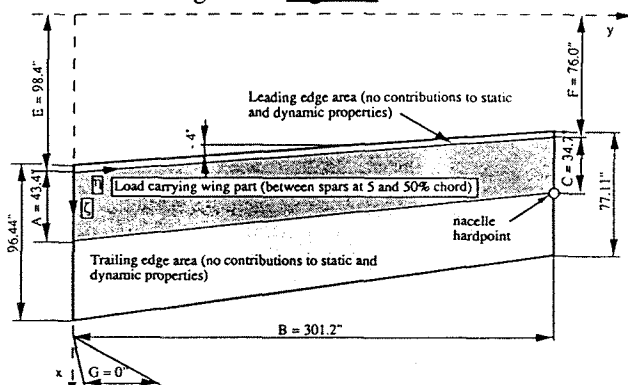 y
E = 98.4"
F = 76.0"
Leading edge area (no contributions to static
and dynamic properties)
- 4°
C = 34.7"
77.11"
η
Load carrying wing part (between spars at 5 and 50% chord)
ζ
A = 43.4"
96.44"
nacelle
hardpoint
Trailing edge area (no contributions to static and
dynamic properties)
B = 301.2"
x
G = 0"